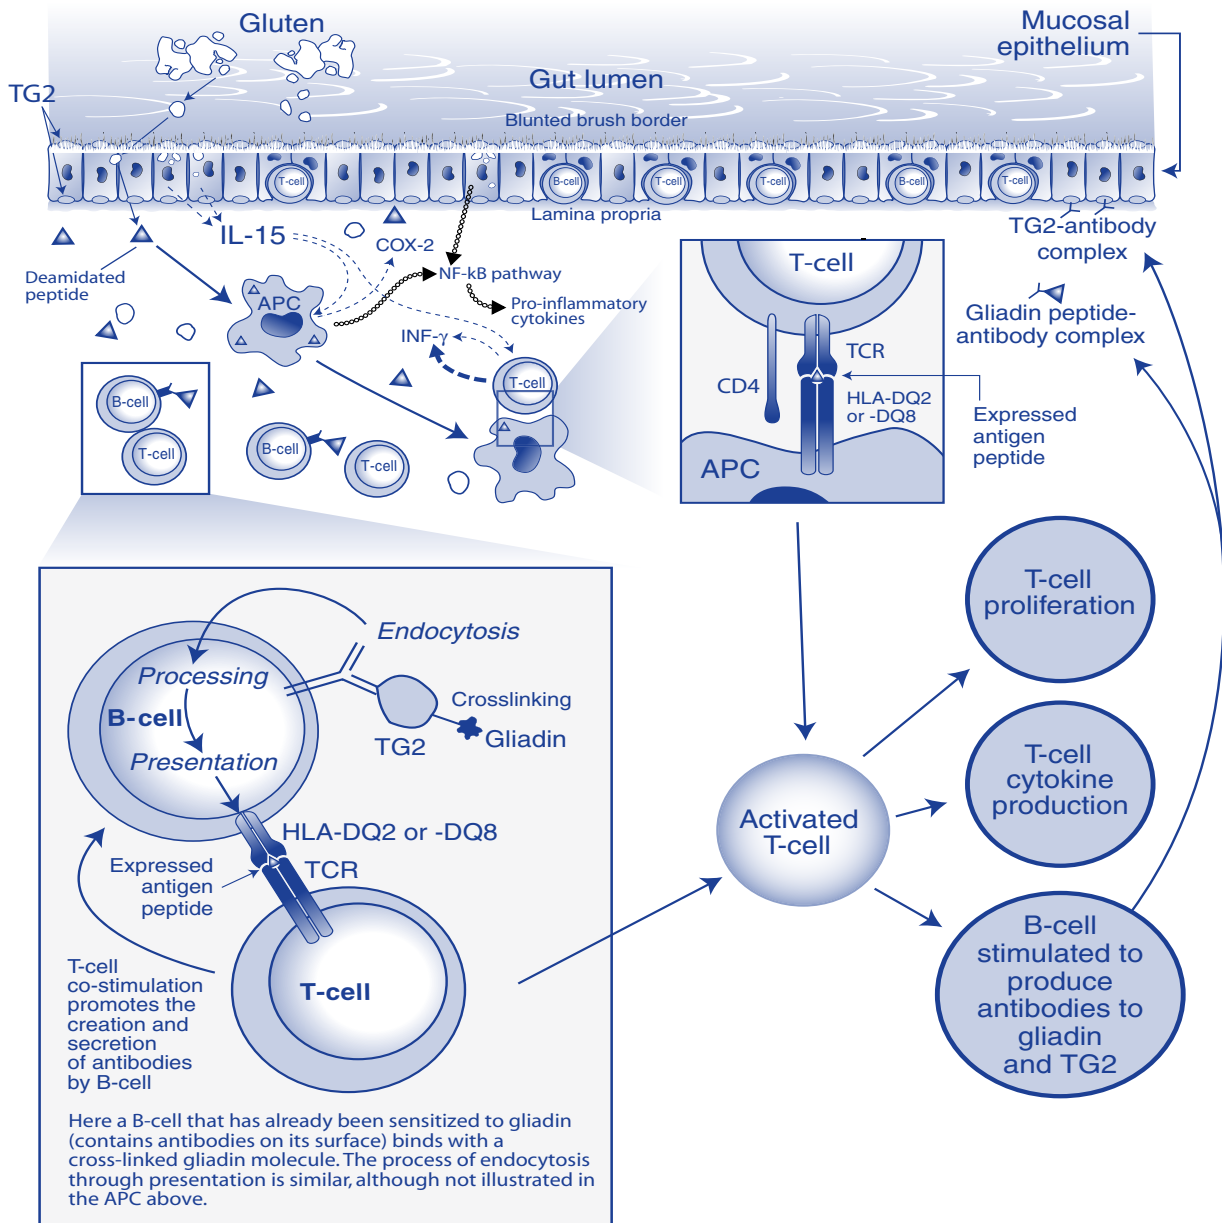 Gluten
Mucosal
epithelium
Gut lumen
TG2
Blunted brush border
T-cell
B-cell
T-cell
T-cell
B-cell
T-cell
Lamina propria
IL-15
COX-2
TG2-antibody
complex
Deamidated
peptide
NF-kB pathway
APC
Pro-inflammatory
cytokines
INF-γ
T-cell
Gliadin peptide-
antibody complex
T-cell
TCR
CD4
HLA-DQ2
or -DQ8
Expressed
antigen
peptide
APC
B-cell
T-cell
B-cell
T-cell
T-cell
proliferation
Endocytosis
Processing
B-cell
Crosslinking
TG2
Gliadin
Presentation
HLA-DQ2 or -DQ8
TCR
Expressed
antigen
peptide
T-cell
T-cell
co-stimulation
promotes the
creation and
secretion
of antibodies
by B-cell
Here a B-cell that has already been sensitized to gliadin
(contains antibodies on its surface) binds with a
cross-linked gliadin molecule. The process of endocytosis
through presentation is similar, although not illustrated in
the APC above.
Activated
T-cell
T-cell
cytokine
production
B-cell
stimulated to
produce
antibodies to
gliadin
and TG2